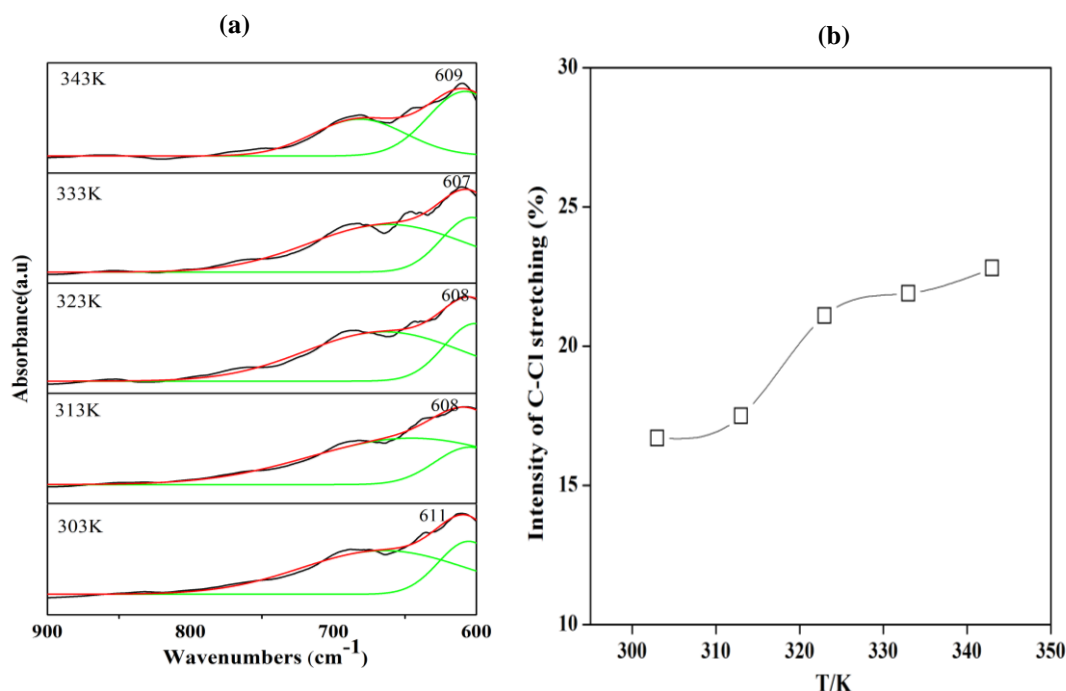 (a)
343K
609
333K
607
323K
608
313K
608
303K
611
Absorbance(a.u)
900
800
700
600
Wavenumbers (cm-1)
(b)
30
25
20
15
10
Intensity of C-Cl stretching (%)
300
310
320
330
340
350
T/K